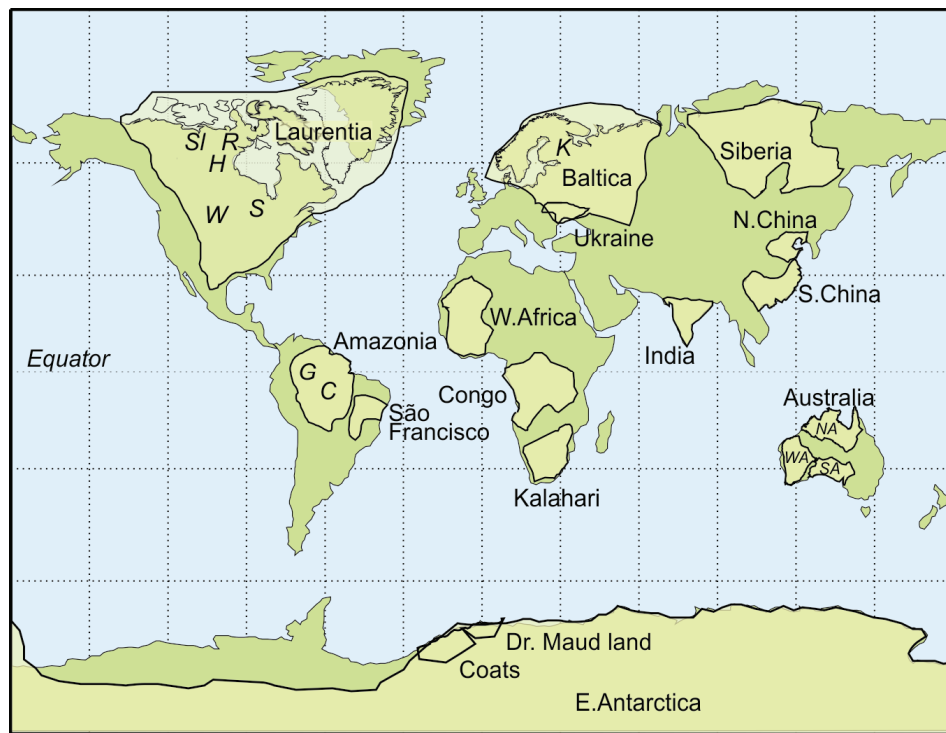 Laurentia
SI R
H
W S
K
Baltica
Ukraine
Siberia
N.China
S.China
India
W.Africa
Amazonia
Equator
G
C
São
Francisco
Congo
Kalahari
Australia
NA
WA
SA
Dr. Maud land
Coats
E.Antarctica